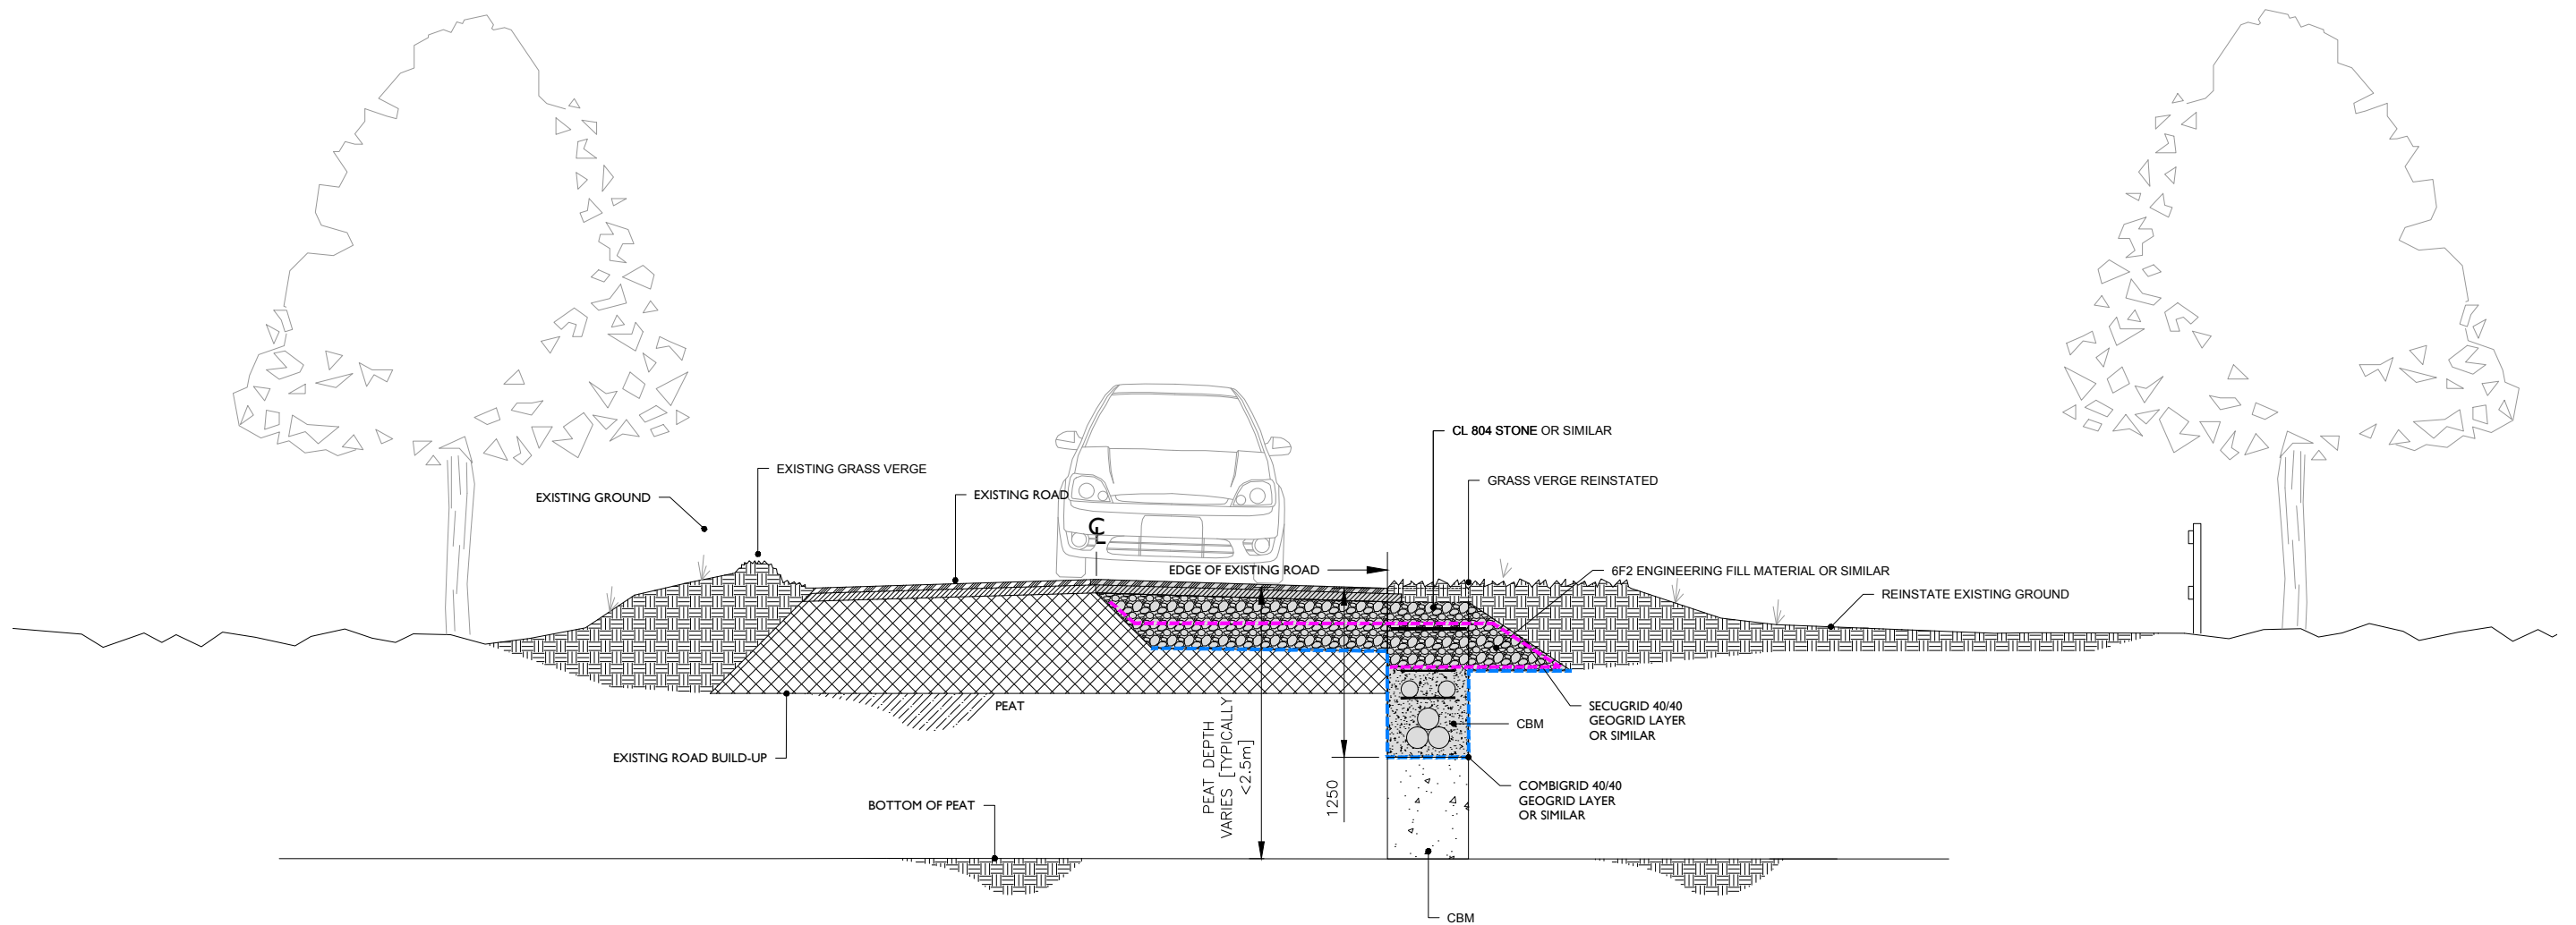 CL 804 STONE OR SIMILAR
EXISTING GRASS VERGE
GRASS VERGE REINSTATED
EXISTING GROUND
EXISTING ROAD
℄
EDGE OF EXISTING ROAD
6F2 ENGINEERING FILL MATERIAL OR SIMILAR
REINSTATE EXISTING GROUND
PEAT
SECUGRID 40/40
GEOGRID LAYER
OR SIMILAR
CBM
EXISTING ROAD BUILD-UP
PEAT DEPTH
VARIES [TYPICALLY
<2.5m]
1250
COMBIGRID 40/40
GEOGRID LAYER
OR SIMILAR
BOTTOM OF PEAT
CBM